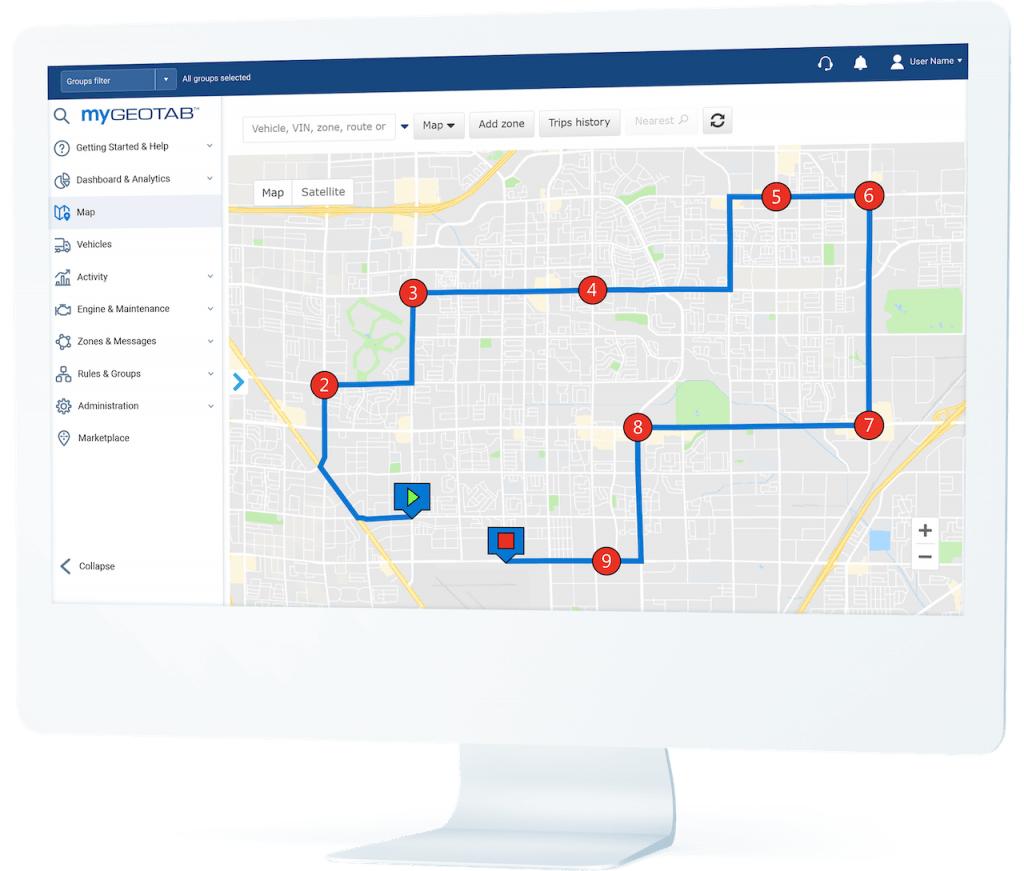 Groups filter
All groups selected
User Name
myGEOTAB™
Getting Started & Help
Dashboard & Analytics
Map
Vehicles
Activity
Engine & Maintenance
Zones & Messages
Rules & Groups
Administration
Marketplace
Collapse
Vehicle, VIN, zone, route or
Map
Add zone
Trips history
Nearest
Map
Satellite
5
6
3
4
2
8
7
9
+
−